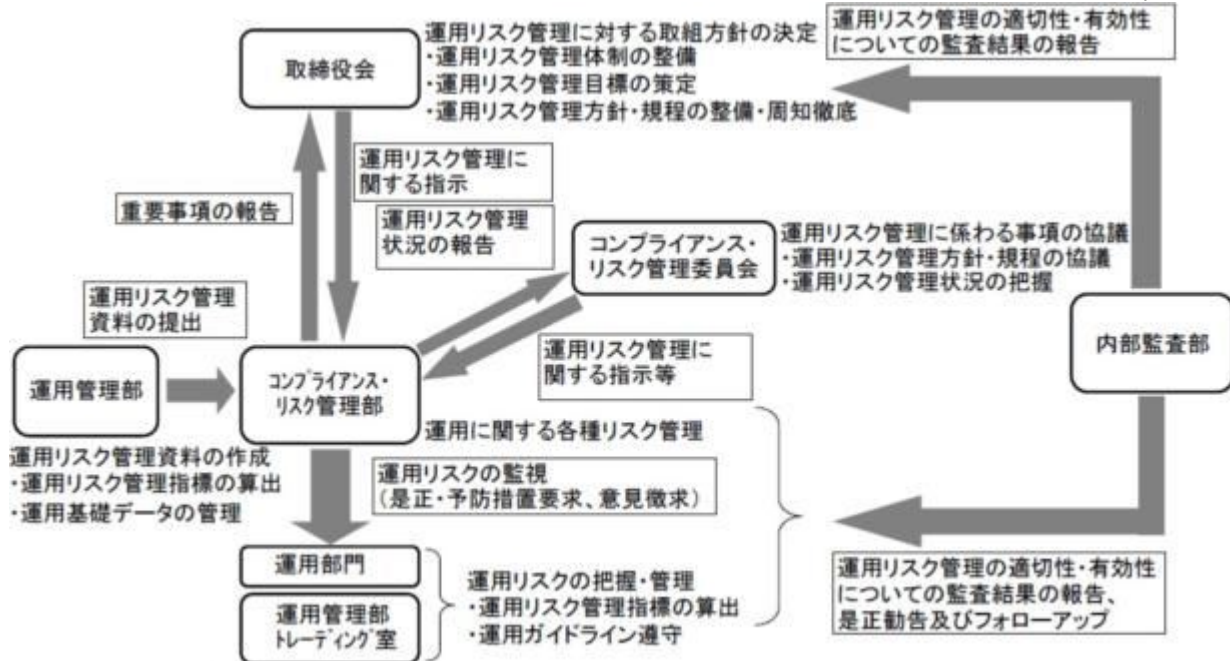 運用リスク管理に対する取組方針の決定
・運用リスク管理体制の整備
・運用リスク管理目標の策定
・運用リスク管理方針・規程の整備・周知徹底
取締役会
運用リスク管理の適切性・有効性
についての監査結果の報告
運用リスク管理に
関する指示
重要事項の報告
運用リスク管理
状況の報告
コンプライアンス・
リスク管理委員会
運用リスク管理に係わる事項の協議
・運用リスク管理方針・規程の協議
・運用リスク管理状況の把握
運用リスク管理
資料の提出
運用リスク管理に
関する指示等
内部監査部
運用管理部
コンプライアンス・
リスク管理部
運用に関する各種リスク管理
運用リスク管理資料の作成
・運用リスク管理指標の算出
・運用基礎データの管理
運用リスクの監視
（是正・予防措置要求、意見徴求）
運用部門
運用管理部
トレーディング室
運用リスクの把握・管理
・運用リスク管理指標の算出
・運用ガイドライン遵守
運用リスク管理の適切性・有効性
についての監査結果の報告、
是正勧告及びフォローアップ